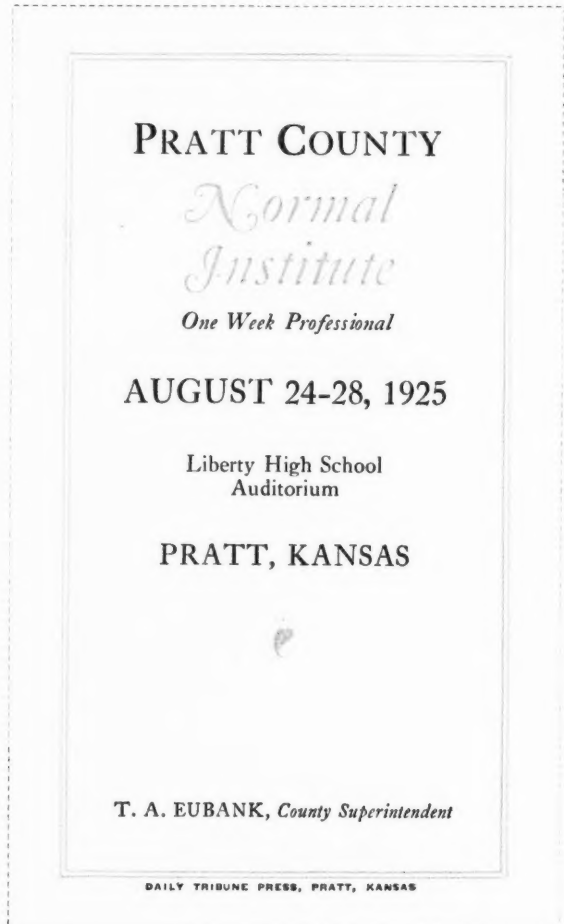 PRATT COUNTY
Normal
Institute
One Week Professional
AUGUST 24-28, 1925
Liberty High School
Auditorium
PRATT, KANSAS
T. A. EUBANK, County Superintendent
DAILY TRIBUNE PRESS, PRATT, KANSAS